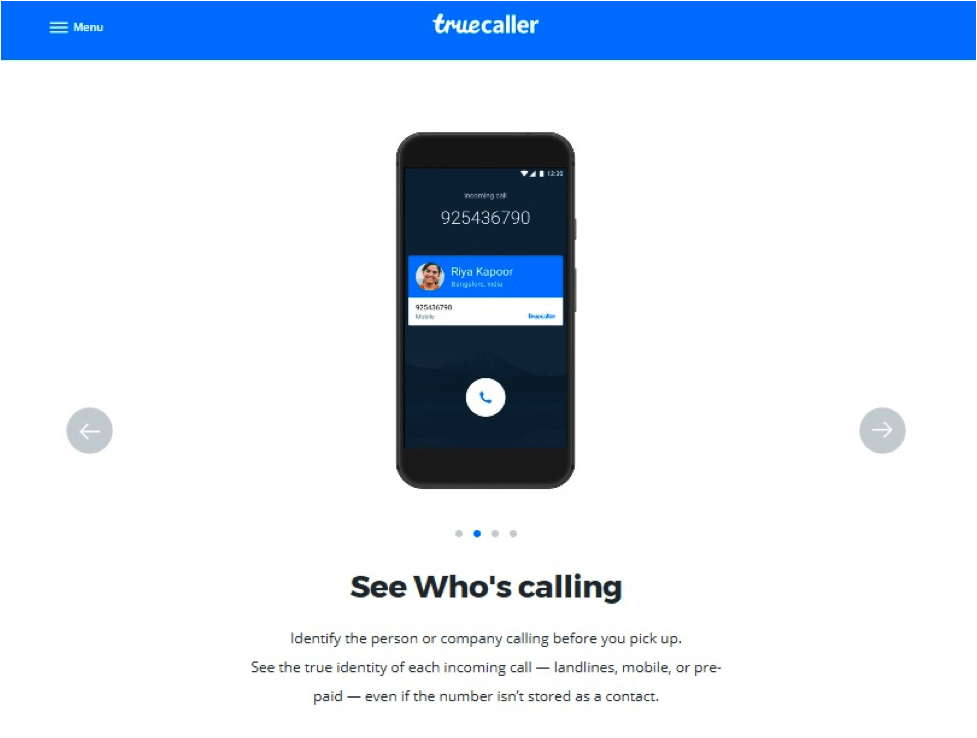 Menu
truecaller
12:30
Incoming call
925436790
Riya Kapoor
Bangalore, India
925436790
Mobile
truecaller
See Who's calling
Identify the person or company calling before you pick up.
See the true identity of each incoming call — landlines, mobile, or pre-
paid — even if the number isn't stored as a contact.